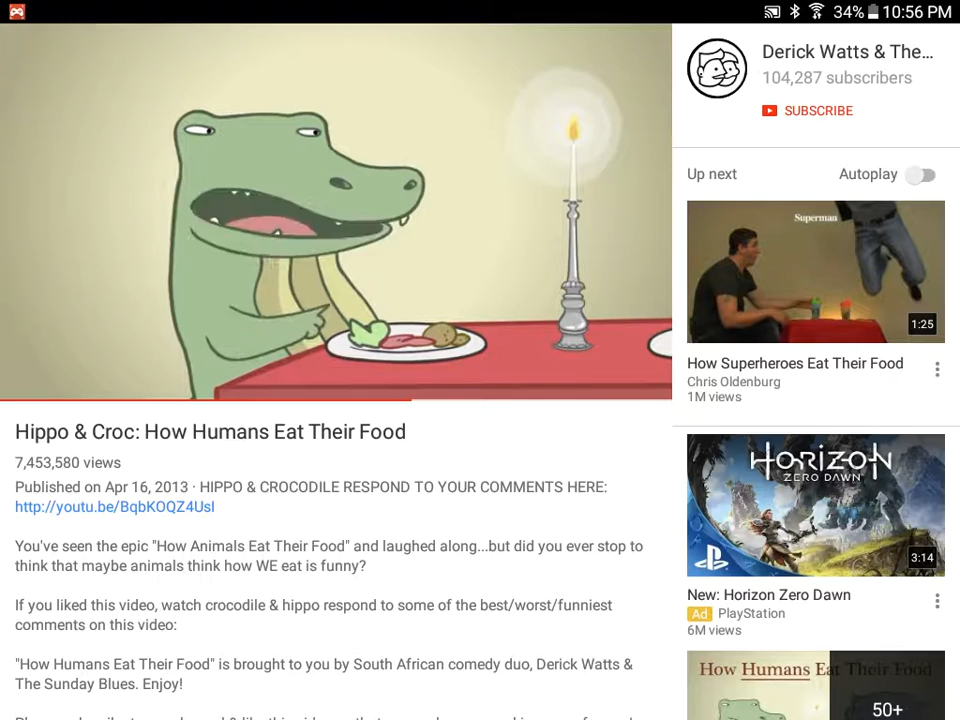 34% 10:56 PM
Derick Watts & The...
104,287 subscribers
SUBSCRIBE
Up next
Autoplay
Superman
1:25
How Superheroes Eat Their Food
Chris Oldenburg
1M views
Hippo & Croc: How Humans Eat Their Food
7,453,580 views
Published on Apr 16, 2013 · HIPPO & CROCODILE RESPOND TO YOUR COMMENTS HERE:
http://youtu.be/BqbKOQZ4UsI
You've seen the epic "How Animals Eat Their Food" and laughed along...but did you ever stop to
think that maybe animals think how WE eat is funny?
If you liked this video, watch crocodile & hippo respond to some of the best/worst/funniest
comments on this video:
"How Humans Eat Their Food" is brought to you by South African comedy duo, Derick Watts &
The Sunday Blues. Enjoy!
HORIZON
ZERO DAWN
3:14
New: Horizon Zero Dawn
Ad PlayStation
6M views
How Humans Eat Their Food
50+